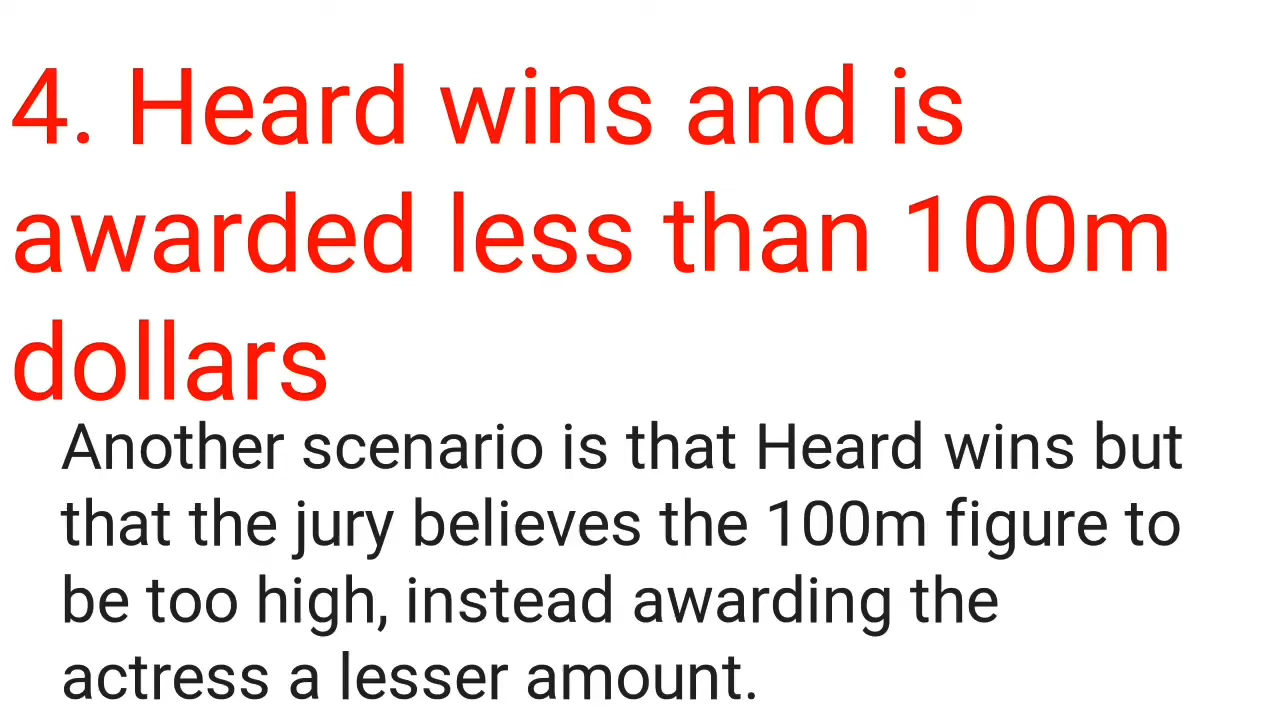 4. Heard wins and is
awarded less than 100m
dollars
Another scenario is that Heard wins but
that the jury believes the 100m figure to
be too high, instead awarding the
actress a lesser amount.